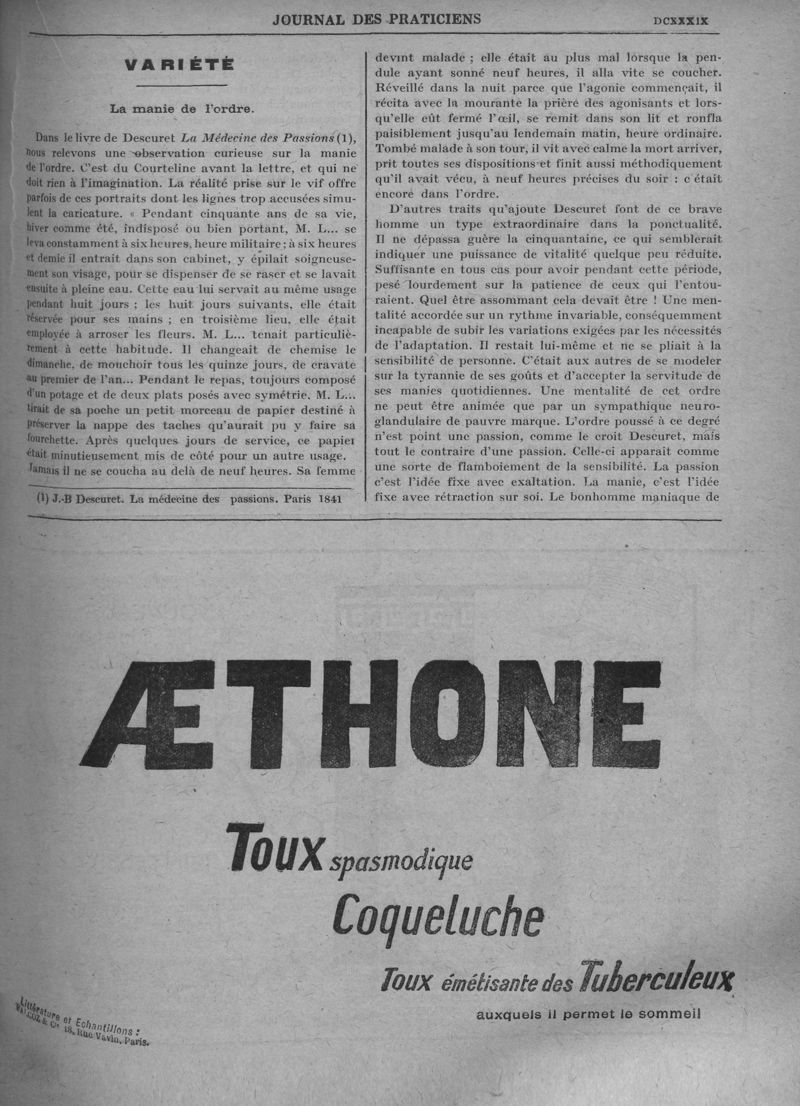 JOURNAL DES PRATICIENS
DCXXXIX
VARIÉTÉ
La manie de l'ordre.
Dans le livre de Descuret La Médecine des Passions (1),
nous relevons une observation curieuse sur la manie
de l'ordre. C'est du Courteline avant la lettre, et qui ne
doit rien à l'imagination. La réalité prise sur le vif offre
parfois de ces portraits dont les lignes trop accusées simu-
lent la caricature. « Pendant cinquante ans de sa vie,
hiver comme été, indisposé ou bien portant, M. L... se
leva constamment à six heures, heure militaire ; à six heures
et demie il entrait dans son cabinet, y épilait soigneuse-
ment son visage, pour se dispenser de se raser et se lavait
ensuite à pleine eau. Cette eau lui servait au même usage
pendant huit jours ; les huit jours suivants, elle était
réservée pour ses mains ; en troisième lieu, elle était
employée à arroser les fleurs. M. L... tenait particuliè-
rement à cette habitude. Il changeait de chemise le
dimanche, de mouchoir tous les quinze jours, de cravate
au premier de l'an... Pendant le repas, toujours composé
d'un potage et de deux plats posés avec symétrie, M. L...
tirait de sa poche un petit morceau de papier destiné à
préserver la nappe des taches qu'aurait pu y faire sa
fourchette. Après quelques jours de service, ce papier
était minutieusement mis de côté pour un autre usage.
Jamais il ne se coucha au delà de neuf heures. Sa femme
(1) J.-B Descuret. La médecine des passions. Paris 1841
devint malade ; elle était au plus mal lorsque la pen-
dule ayant sonné neuf heures, il alla vite se coucher.
Réveillé dans la nuit parce que l'agonie commençait, il
récita avec la mourante la prière des agonisants et lors-
qu'elle eût fermé l'œil, se remit dans son lit et ronfla
paisiblement jusqu'au lendemain matin, heure ordinaire.
Tombé malade à son tour, il vit avec calme la mort arriver,
prit toutes ses dispositions et finit aussi méthodiquement
qu'il avait vécu, à neuf heures précises du soir : c'était
encore dans l'ordre.
D'autres traits qu'ajoute Descuret font de ce brave
homme un type extraordinaire dans la ponctualité.
Il ne dépassa guère la cinquantaine, ce qui semblerait
indiquer une puissance de vitalité quelque peu réduite.
Suffisante en tous cas pour avoir pendant cette période,
pesé lourdement sur la patience de ceux qui l'entou-
raient. Quel être assommant cela devait être ! Une men-
talité accordée sur un rythme invariable, conséquemment
incapable de subir les variations exigées par les nécessités
de l'adaptation. Il restait lui-même et ne se pliait à la
sensibilité de personne. C'était aux autres de se modeler
sur la tyrannie de ses goûts et d'accepter la servitude de
ses manies quotidiennes. Une mentalité de cet ordre
ne peut être animée que par un sympathique neuro-
glandulaire de pauvre marque. L'ordre poussé à ce degré
n'est point une passion, comme le croit Descuret, mais
tout le contraire d'une passion. Celle-ci apparait comme
une sorte de flamboiement de la sensibilité. La passion
c'est l'idée fixe avec exaltation. La manie, c'est l'idée
fixe avec rétraction sur soi. Le bonhomme maniaque de
ÆTHONE
Toux spasmodique
Coqueluche
Toux émétisante des Tuberculeux
auxquels il permet le sommeil
Littérature et Echantillons :
& Cie 18, Rue Vavin, Paris.